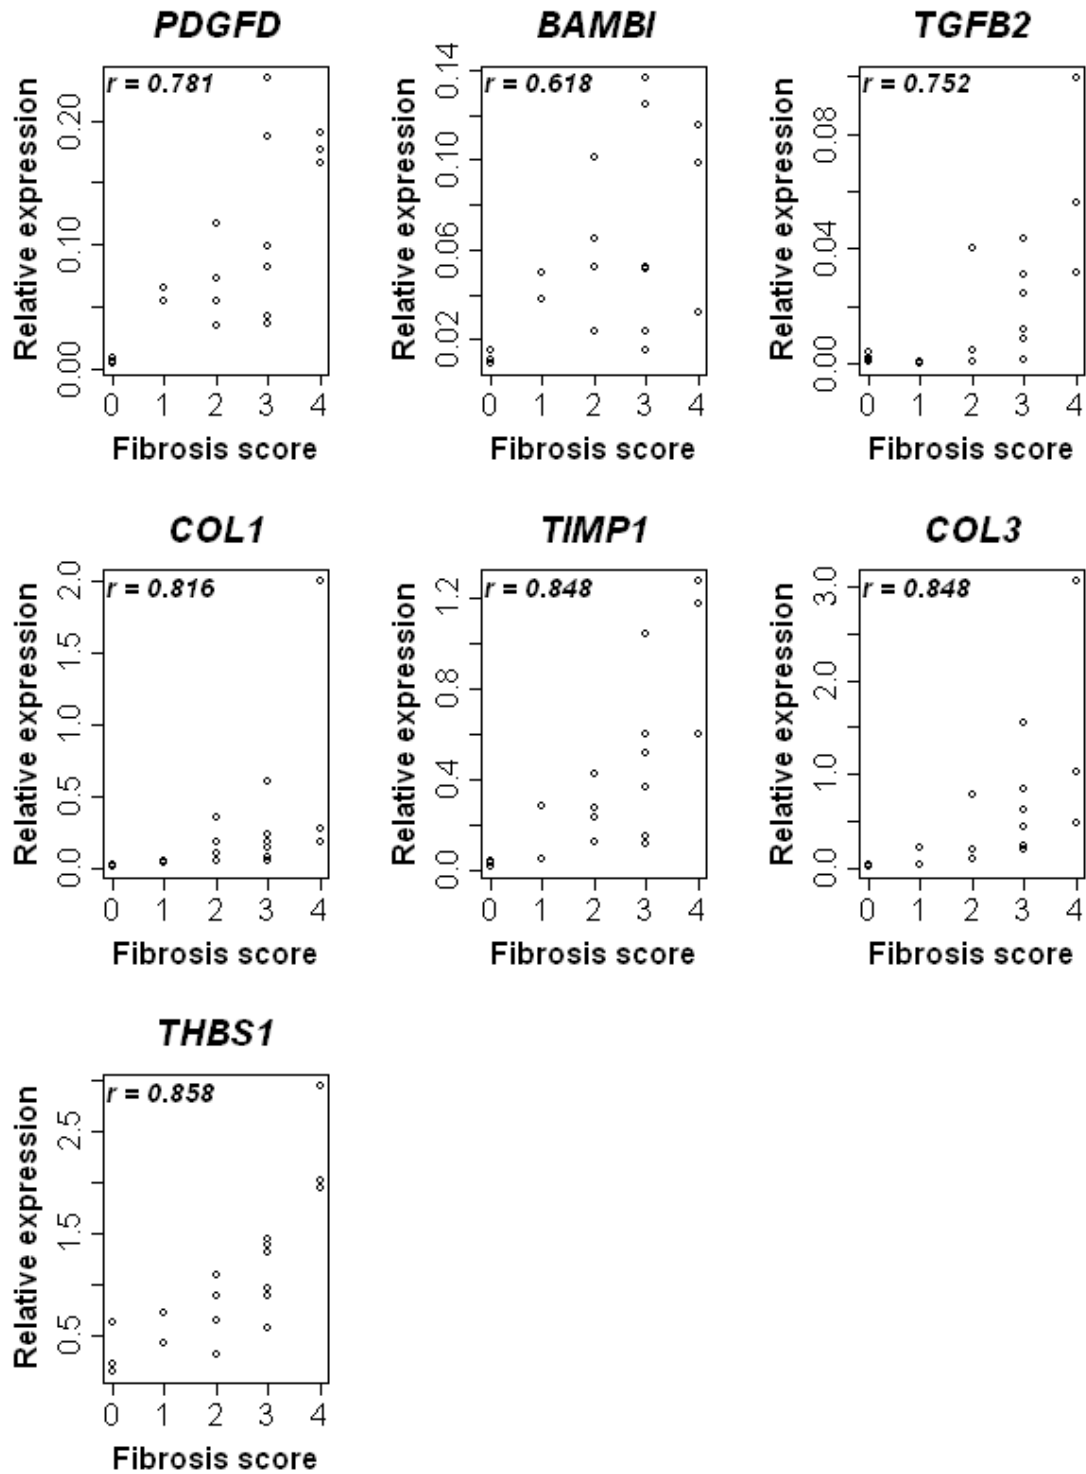 PDGFD BAMBI TGFB2
r = 0.781 r = 0.618 r = 0.752
Relative expression Relative expression Relative expression
0.00 0.10 0.20
0.02 0.06 0.10 0.14
0.00 0.04 0.08
0 1 2 3 4 0 1 2 3 4 0 1 2 3 4
Fibrosis score Fibrosis score Fibrosis score
COL1 TIMP1 COL3
r = 0.816 r = 0.848 r = 0.848
Relative expression Relative expression Relative expression
0.0 0.5 1.0 1.5 2.0
0.0 0.4 0.8 1.2
0.0 1.0 2.0 3.0
0 1 2 3 4 0 1 2 3 4 0 1 2 3 4
Fibrosis score Fibrosis score Fibrosis score
THBS1
r = 0.858
Relative expression
0.5 1.5 2.5
0 1 2 3 4
Fibrosis score